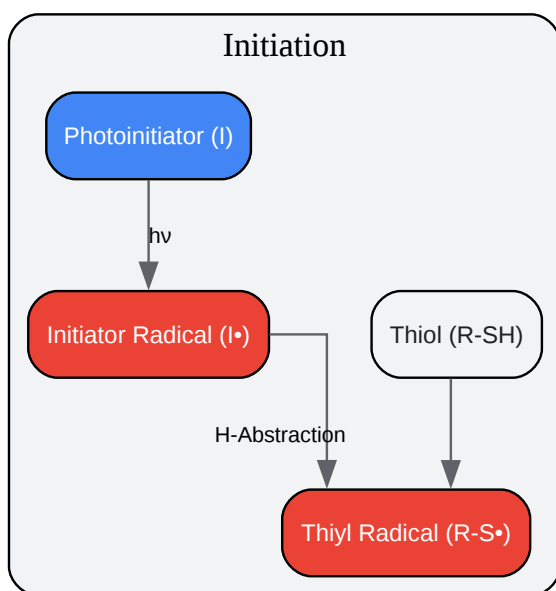 Initiation
Photoinitiator (I)
hν
Initiator Radical (I•)
Thiol (R-SH)
H-Abstraction
Thiyl Radical (R-S•)